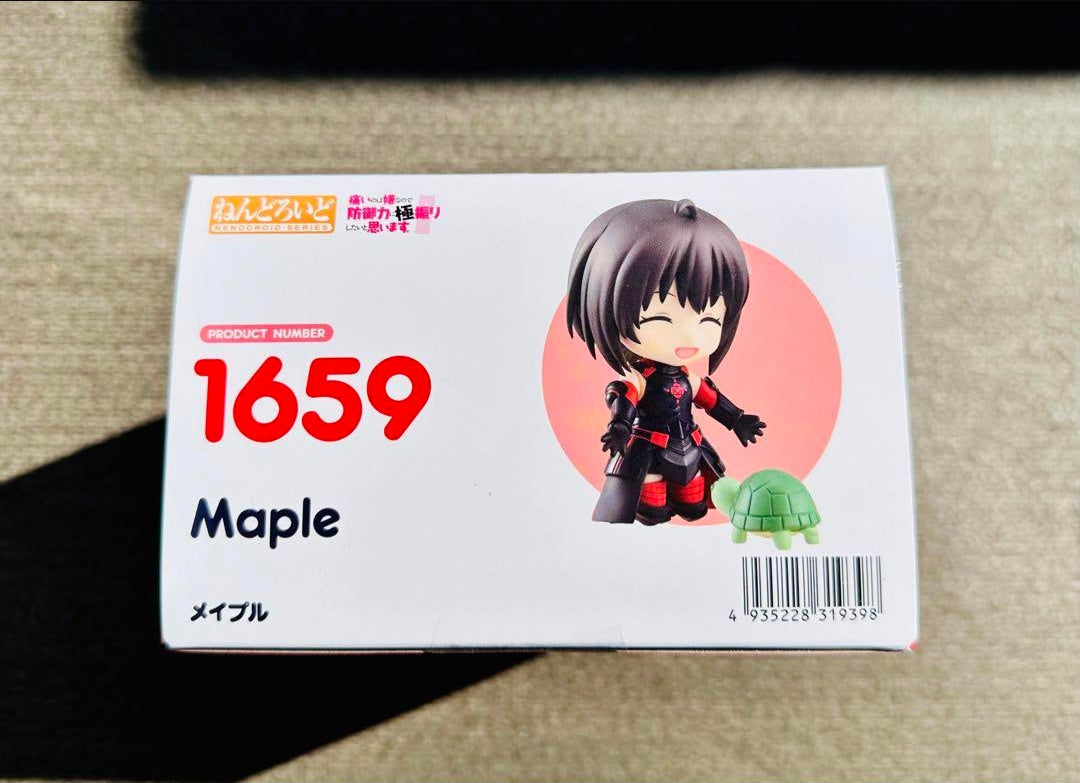 ねんどろいど
NENDOROID·SERIES
痛いのは嫌なので
防御力に極振り
したいと思います。
PRODUCT NUMBER
1659
Maple
メイプル
4 935228 319398